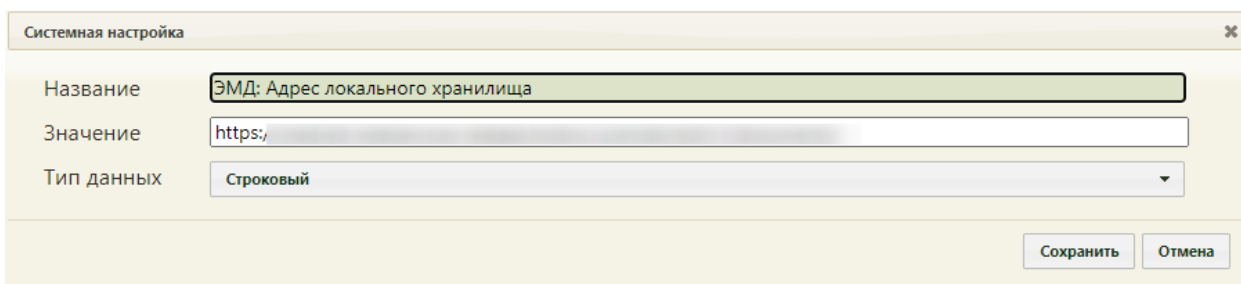 Системная настройка
Название ЭМД: Адрес локального хранилища
Значение https:/
Тип данных Строковый
Сохранить Отмена